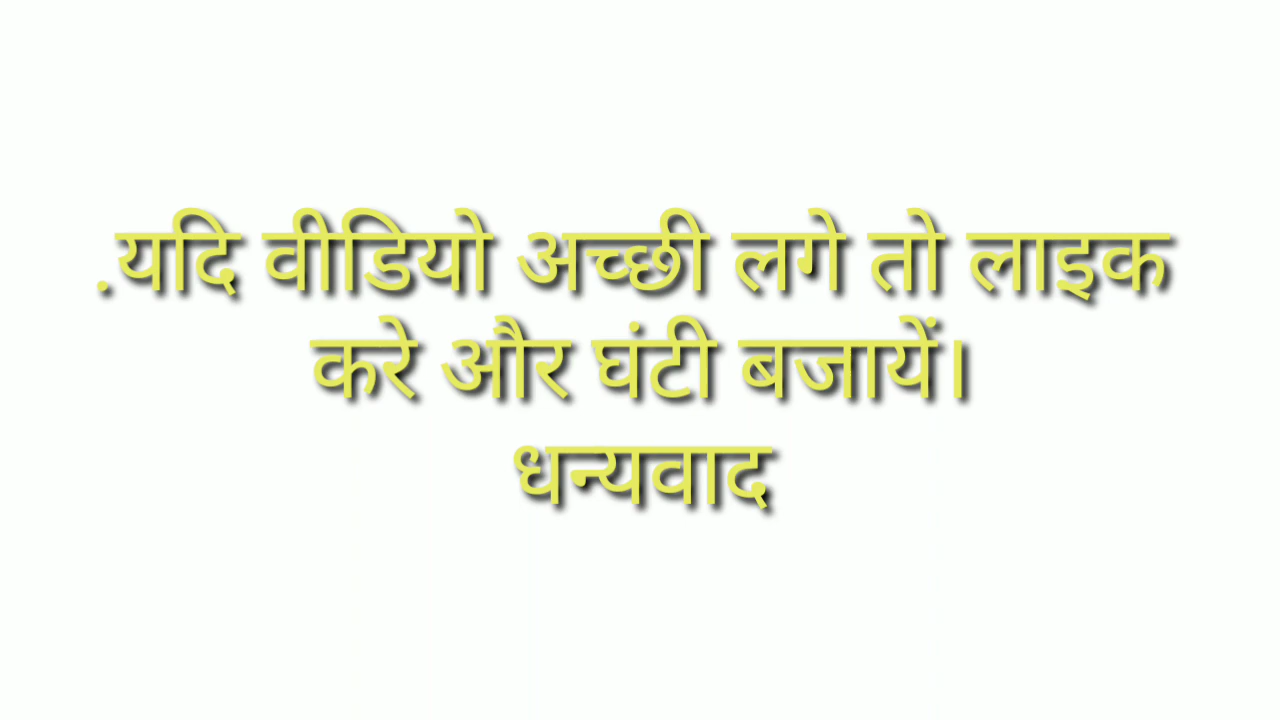 .यदि वीडियो अच्छी लगे तो लाइक
करे और घंटी बजायें।
धन्यवाद